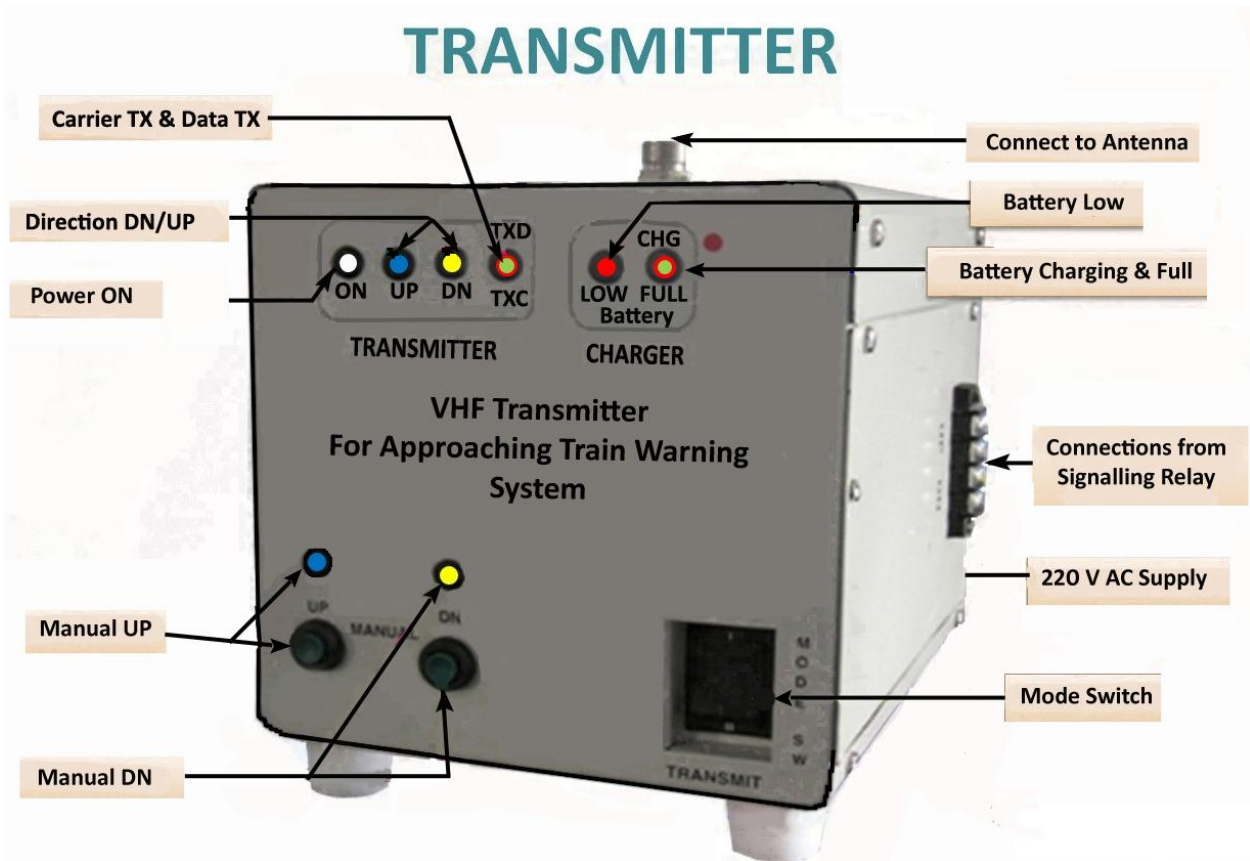 TRANSMITTER
Carrier TX & Data TX
Connect to Antenna
Battery Low
Direction DN/UP
Battery Charging & Full
Power ON
TXD
CHG
ON UP DN TXC
LOW FULL
Battery
TRANSMITTER
CHARGER
VHF Transmitter
For Approaching Train Warning
System
Connections from
Signalling Relay
220 V AC Supply
Manual UP
UP
MANUAL
DN
Mode Switch
MODE SW
Manual DN
TRANSMIT